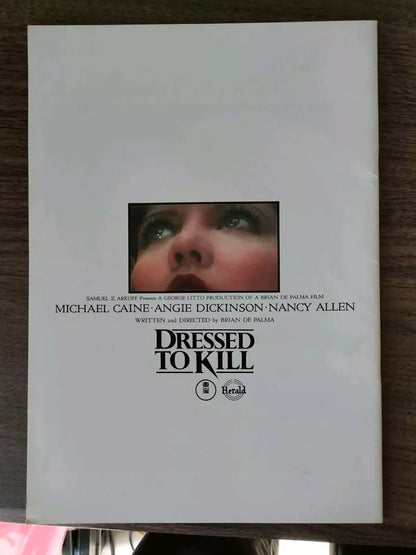 SAMUEL Z. ARKOFF Presents A GEORGE LITTO PRODUCTION OF A BRIAN DE PALMA FILM
MICHAEL CAINE · ANGIE DICKINSON · NANCY ALLEN
WRITTEN and DIRECTED by BRIAN DE PALMA
DRESSED
TO KILL
Herald